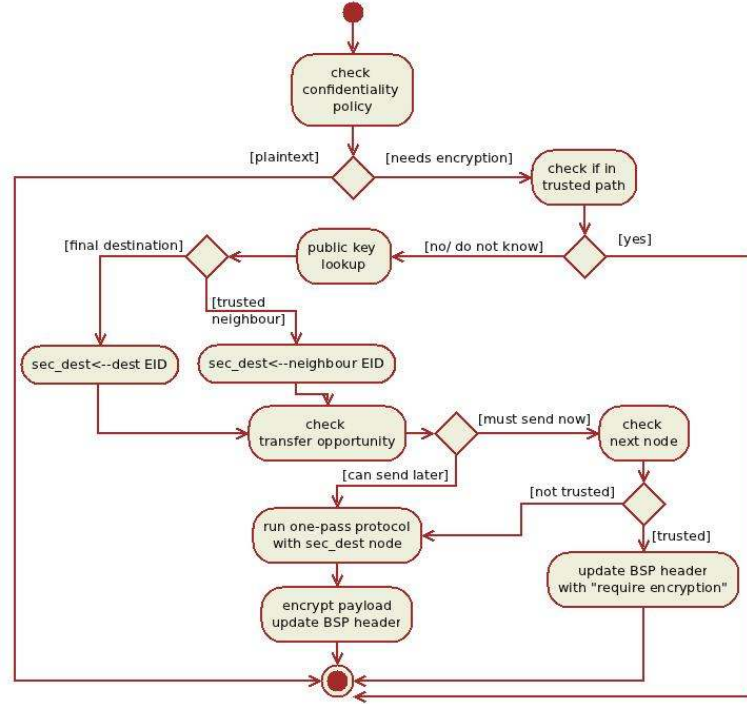 check
confidentiality
policy
[plaintext]
[needs encryption]
check if in
trusted path
[final destination]
public key
lookup
[no/ do not know]
[yes]
[trusted
neighbour]
sec_dest<--dest EID
sec_dest<--neighbour EID
check
transfer opportunity
[must send now]
check
next node
[can send later]
[not trusted]
run one-pass protocol
with sec_dest node
[trusted]
update BSP header
with "require encryption"
encrypt payload
update BSP header